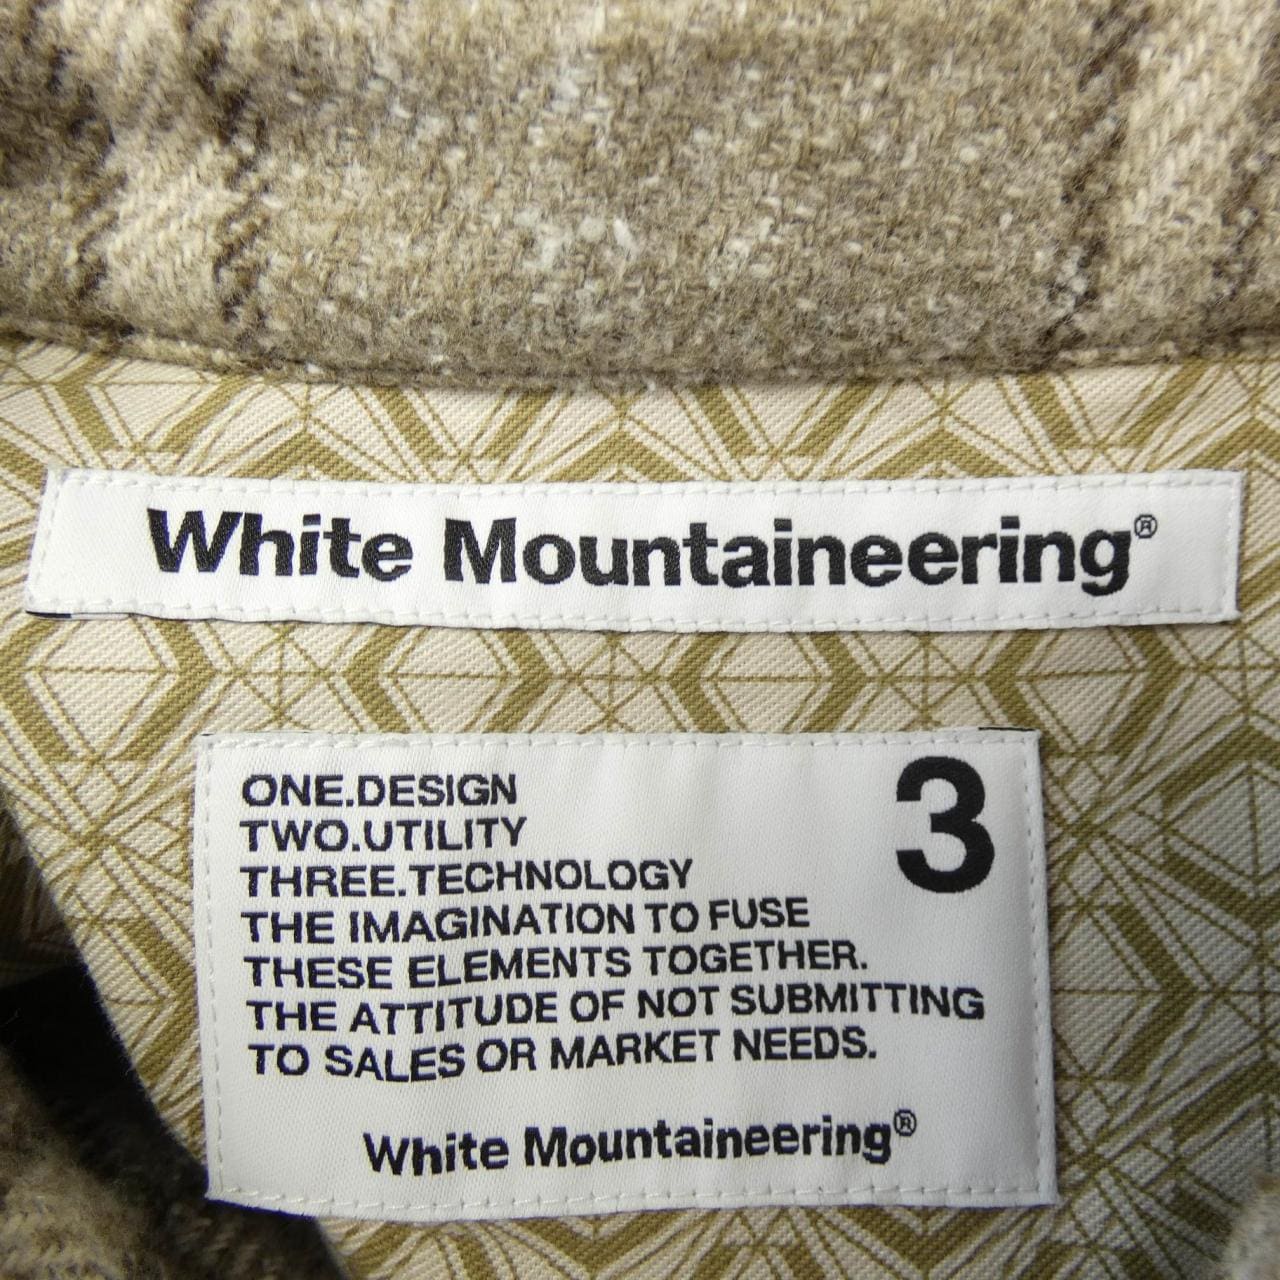 White Mountaineering®
3
ONE.DESIGN
TWO.UTILITY
THREE.TECHNOLOGY
THE IMAGINATION TO FUSE
THESE ELEMENTS TOGETHER.
THE ATTITUDE OF NOT SUBMITTING
TO SALES OR MARKET NEEDS.
White Mountaineering®